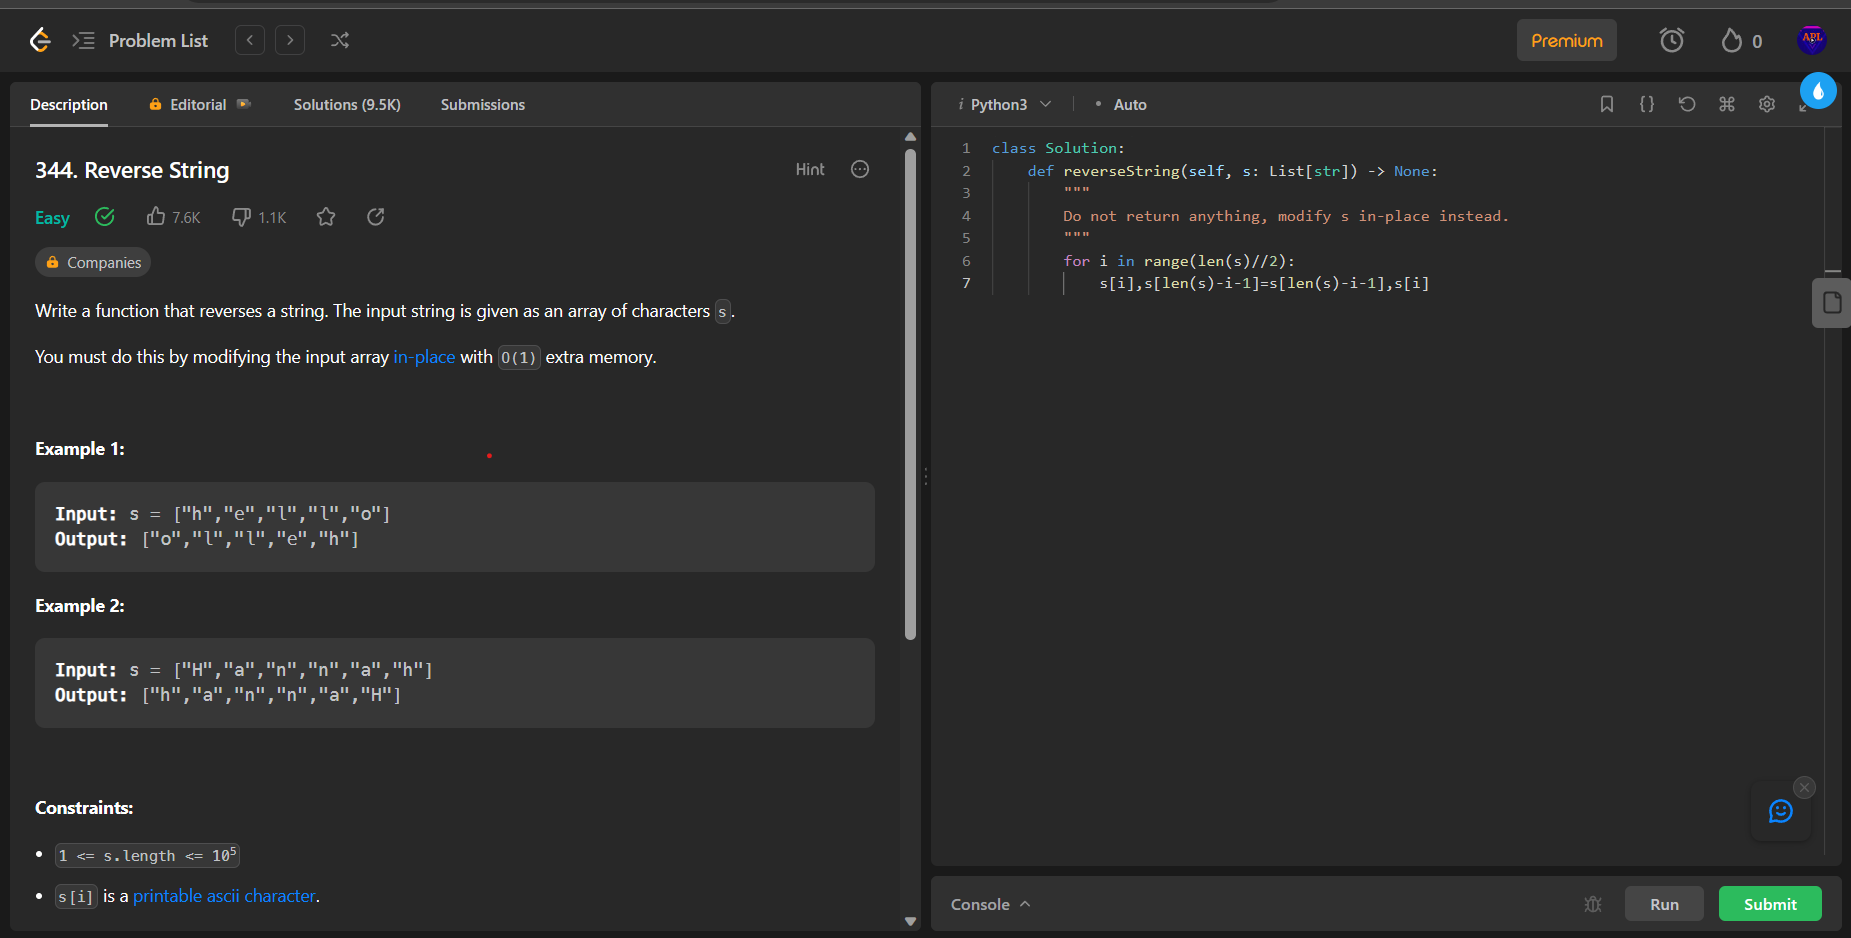 Problem List
Premium
0
APL
Description
Editorial
Solutions (9.5K)
Submissions
344. Reverse String
Hint
Easy
7.6K
1.1K
Companies
Write a function that reverses a string. The input string is given as an array of characters s.
You must do this by modifying the input array in-place with O(1) extra memory.
Example 1:
Input: s = ["h","e","l","l","o"]
Output: ["o","l","l","e","h"]
Example 2:
Input: s = ["H","a","n","n","a","h"]
Output: ["h","a","n","n","a","H"]
Constraints:
• 1 <= s.length <= 10⁵
• s[i] is a printable ascii character.
i Python3
• Auto
1 class Solution:
2 def reverseString(self, s: List[str]) -> None:
3 """
4 Do not return anything, modify s in-place instead.
5 """
6 for i in range(len(s)//2):
7 s[i],s[len(s)-i-1]=s[len(s)-i-1],s[i]
Console
Run
Submit